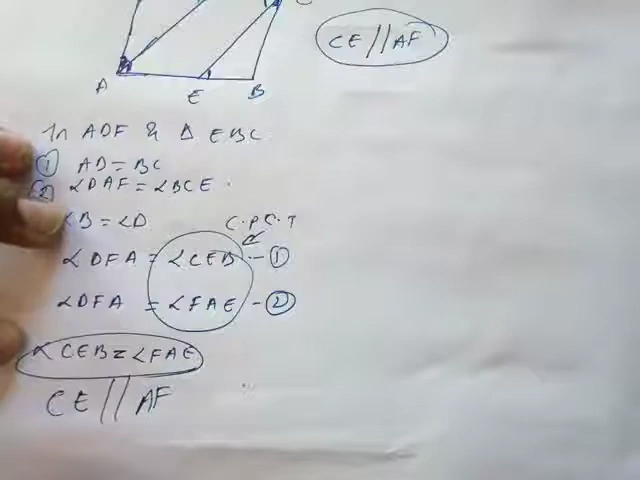 A
E
B
CE // AF
In ADF & Δ EBC
① AD = BC
② ∠DAF = ∠BCE.
∠B = ∠D
C.P.C.T
∠DFA = ∠CEB - ①
∠DFA = ∠FAE - ②
∠CEB = ∠FAE
CE // AF